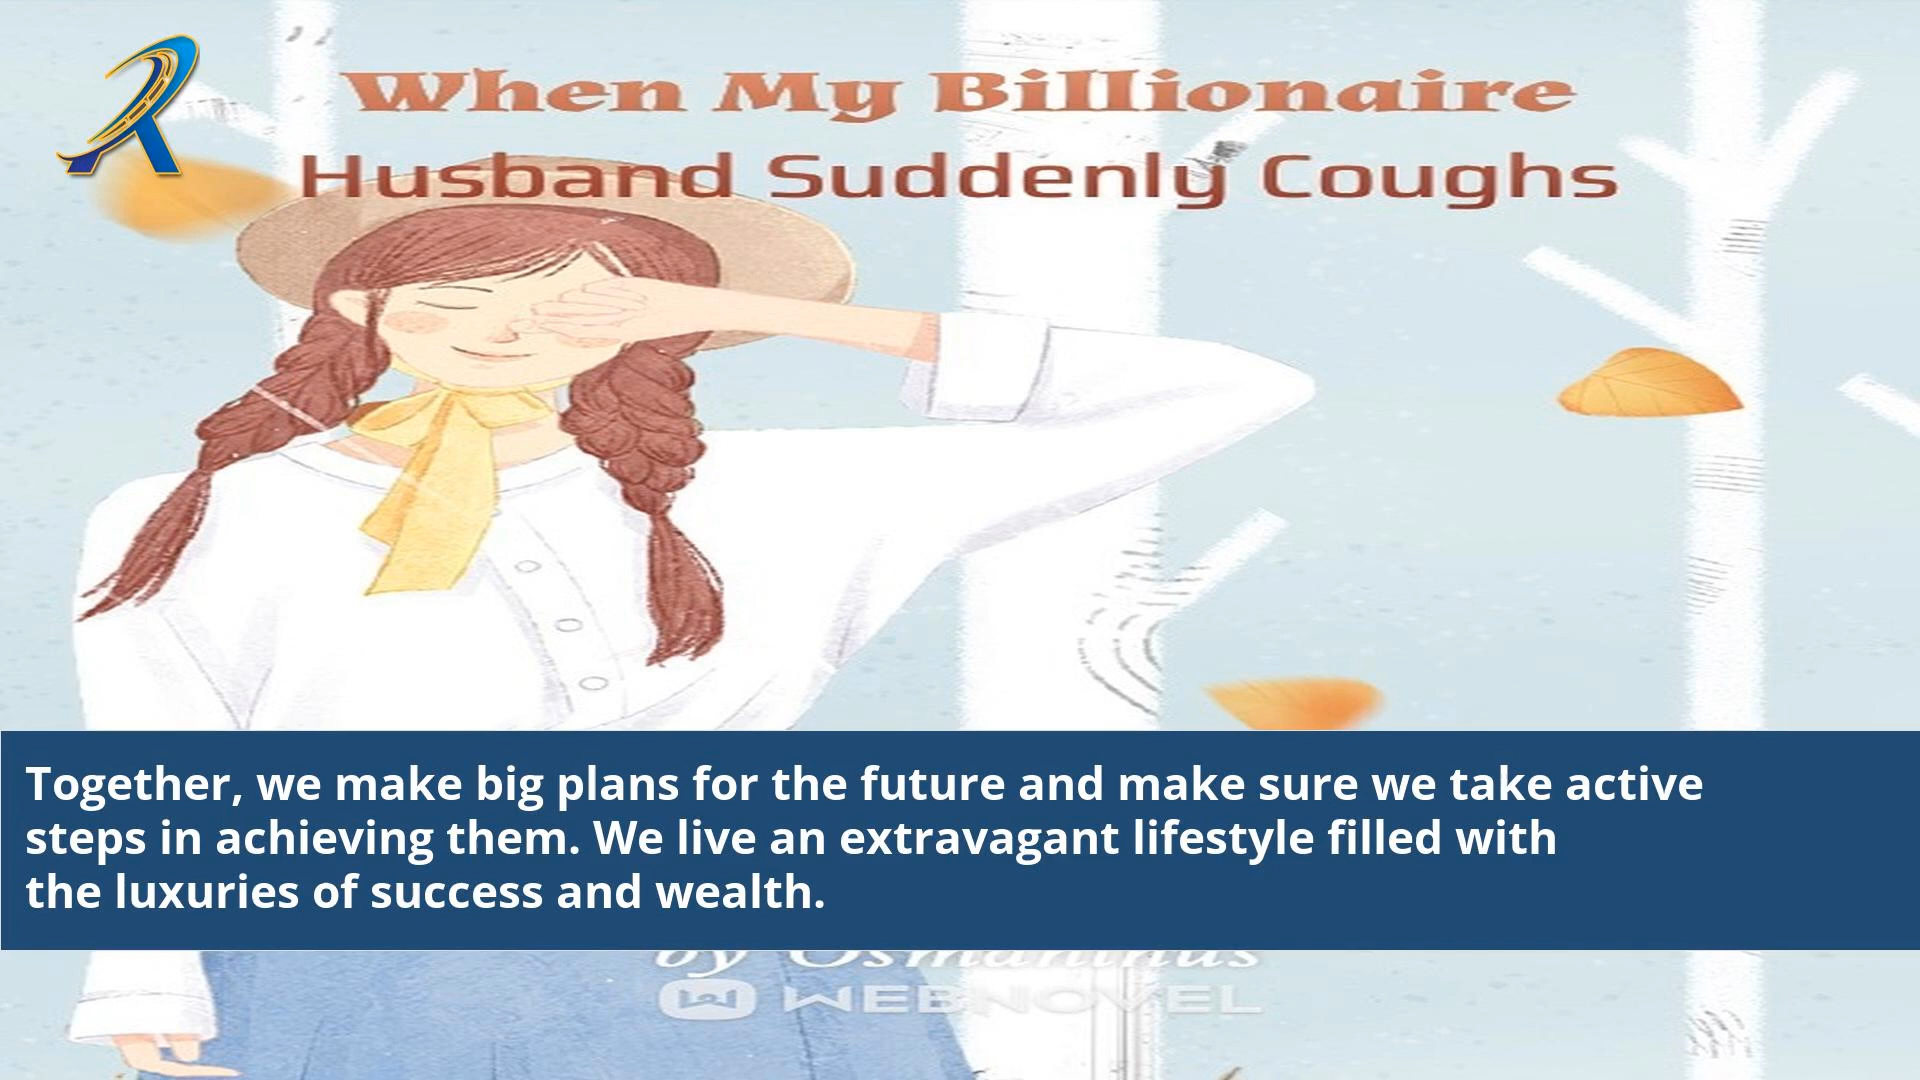 When My Billionaire
Husband Suddenly Coughs
Together, we make big plans for the future and make sure we take active
steps in achieving them. We live an extravagant lifestyle filled with
the luxuries of success and wealth.
by
WEBNOVEL